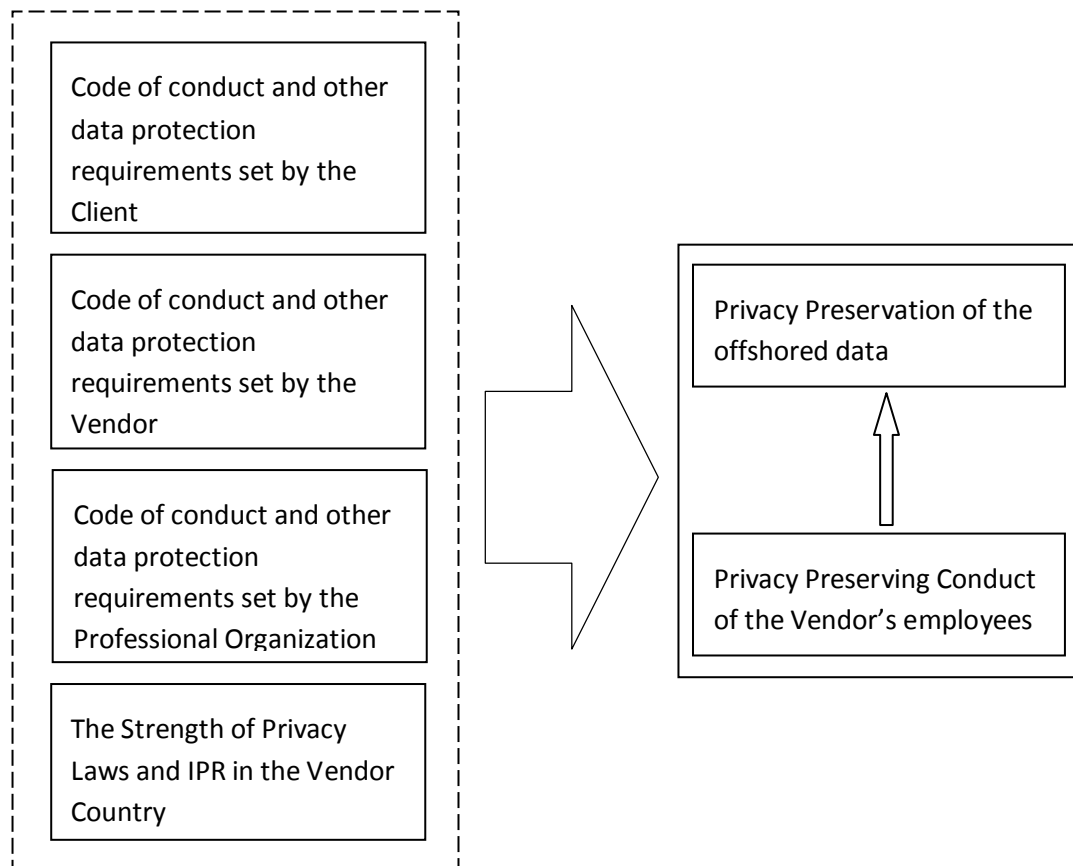 Code of conduct and other
data protection
requirements set by the
Client
Code of conduct and other
data protection
requirements set by the
Vendor
Code of conduct and other
data protection
requirements set by the
Professional Organization
The Strength of Privacy
Laws and IPR in the Vendor
Country
Privacy Preservation of the
offshored data
Privacy Preserving Conduct
of the Vendor’s employees